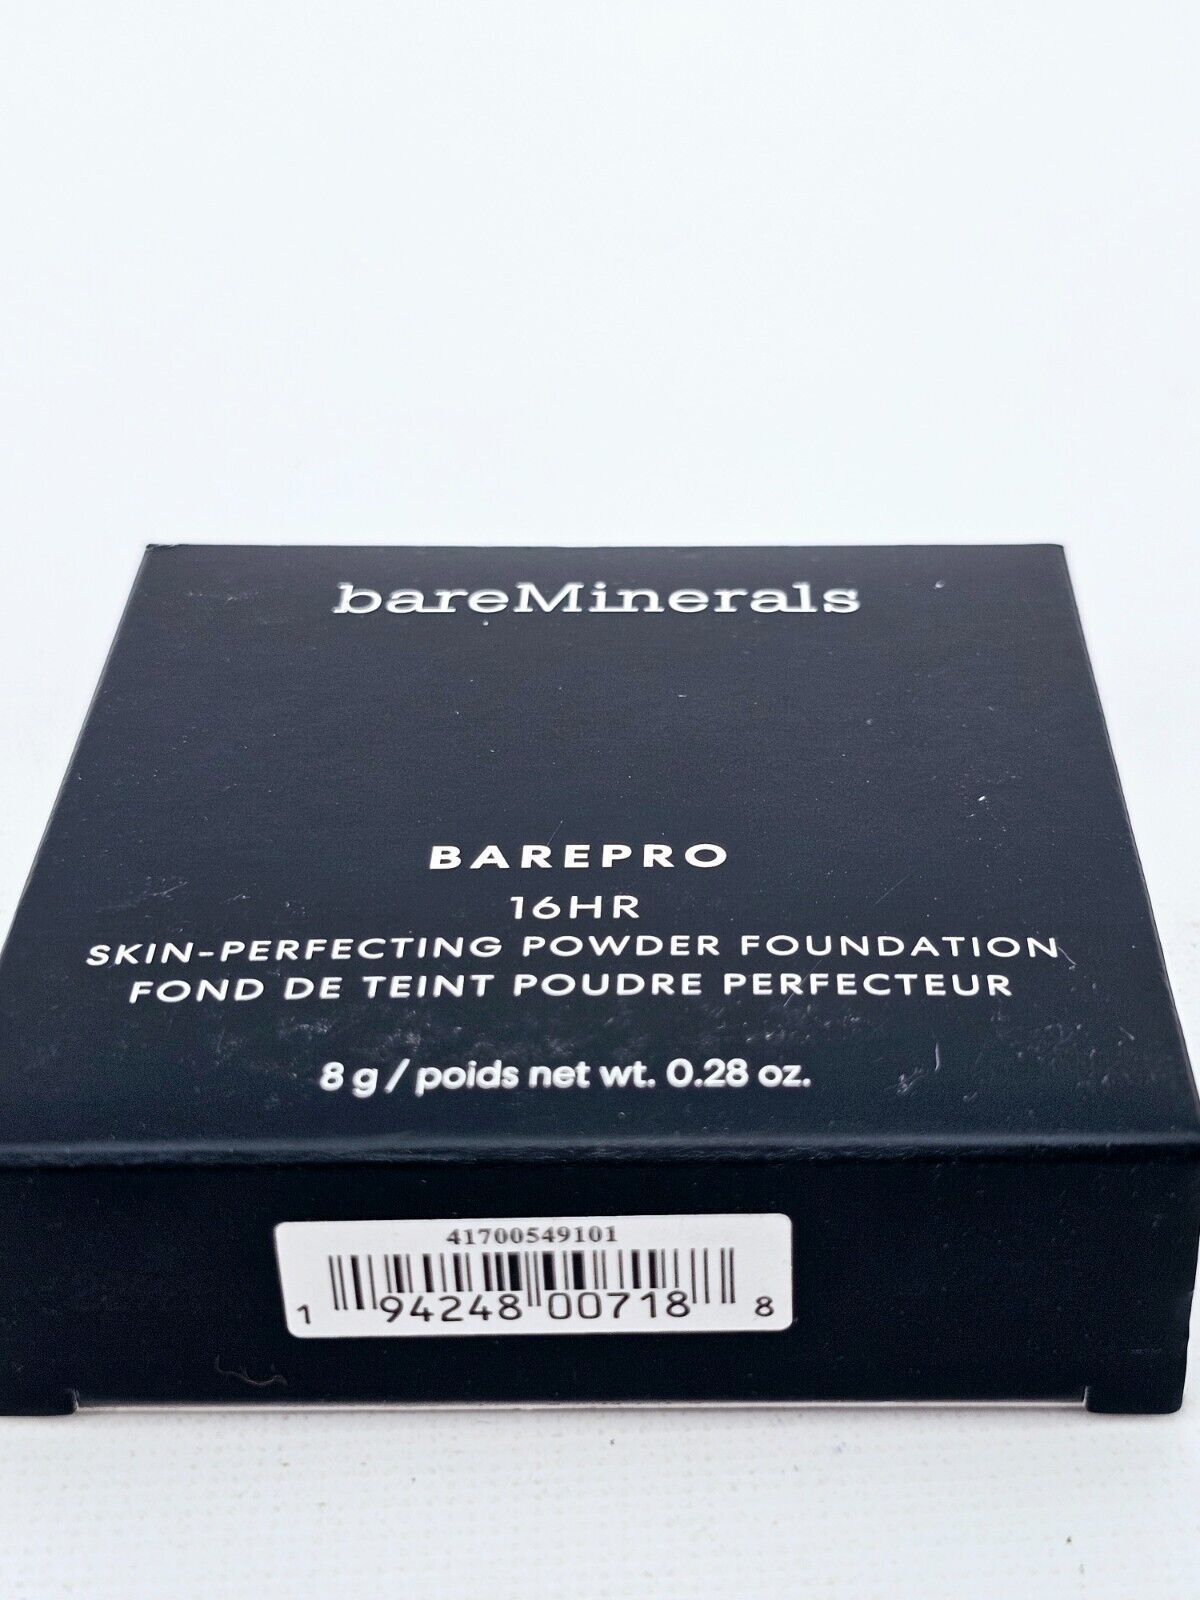 bareMinerals
BAREPRO
16HR
SKIN-PERFECTING POWDER FOUNDATION
FOND DE TEINT POUDRE PERFECTEUR
8 g / poids net wt. 0.28 oz.
41700549101
1 94248 00718 8